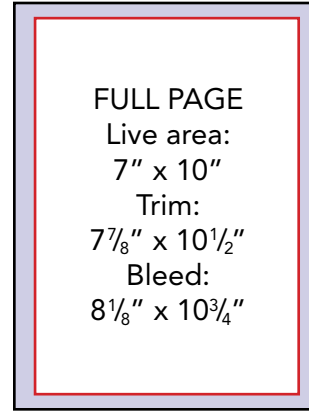 FULL PAGE
Live area:
7” x 10”
Trim:
7⅞” x 10½”
Bleed:
8⅛” x 10¾”